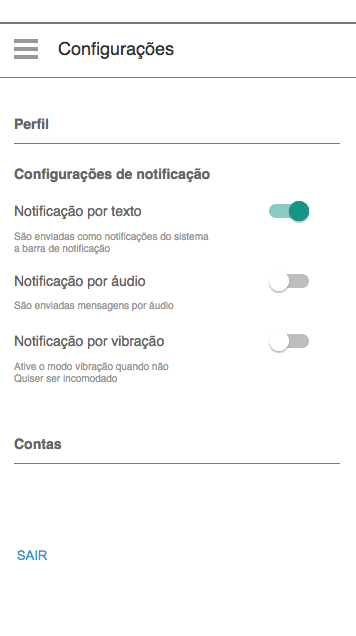 Configurações
Perfil
Configurações de notificação
Notificação por texto
São enviadas como notificações do sistema
a barra de notificação
Notificação por áudio
São enviadas mensagens por áudio
Notificação por vibração
Ative o modo vibração quando não
Quiser ser incomodado
Contas
SAIR